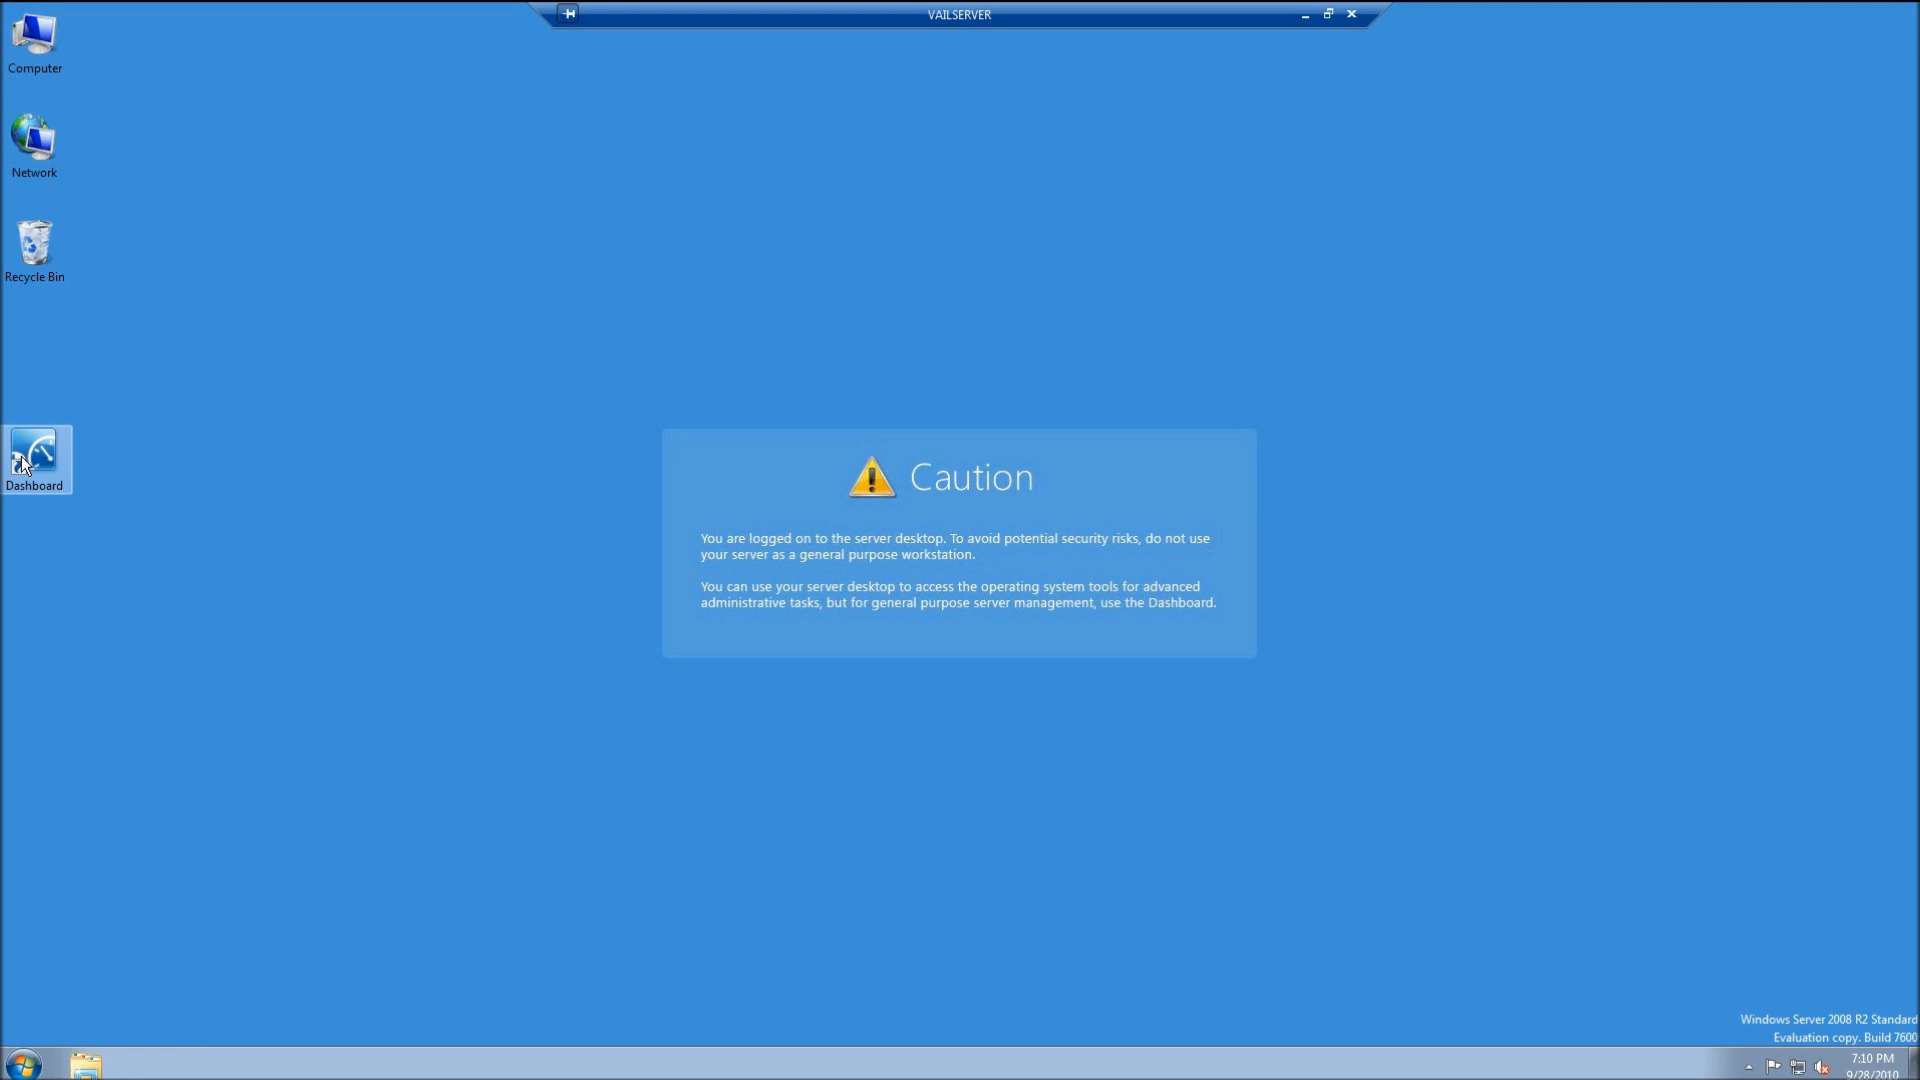 VAILSERVER
Computer
Network
Recycle Bin
Dashboard
Caution
You are logged on to the server desktop. To avoid potential security risks, do not use
your server as a general purpose workstation.
You can use your server desktop to access the operating system tools for advanced
administrative tasks, but for general purpose server management, use the Dashboard.
Windows Server 2008 R2 Standard
Evaluation copy. Build 7600
7:10 PM
9/28/2010